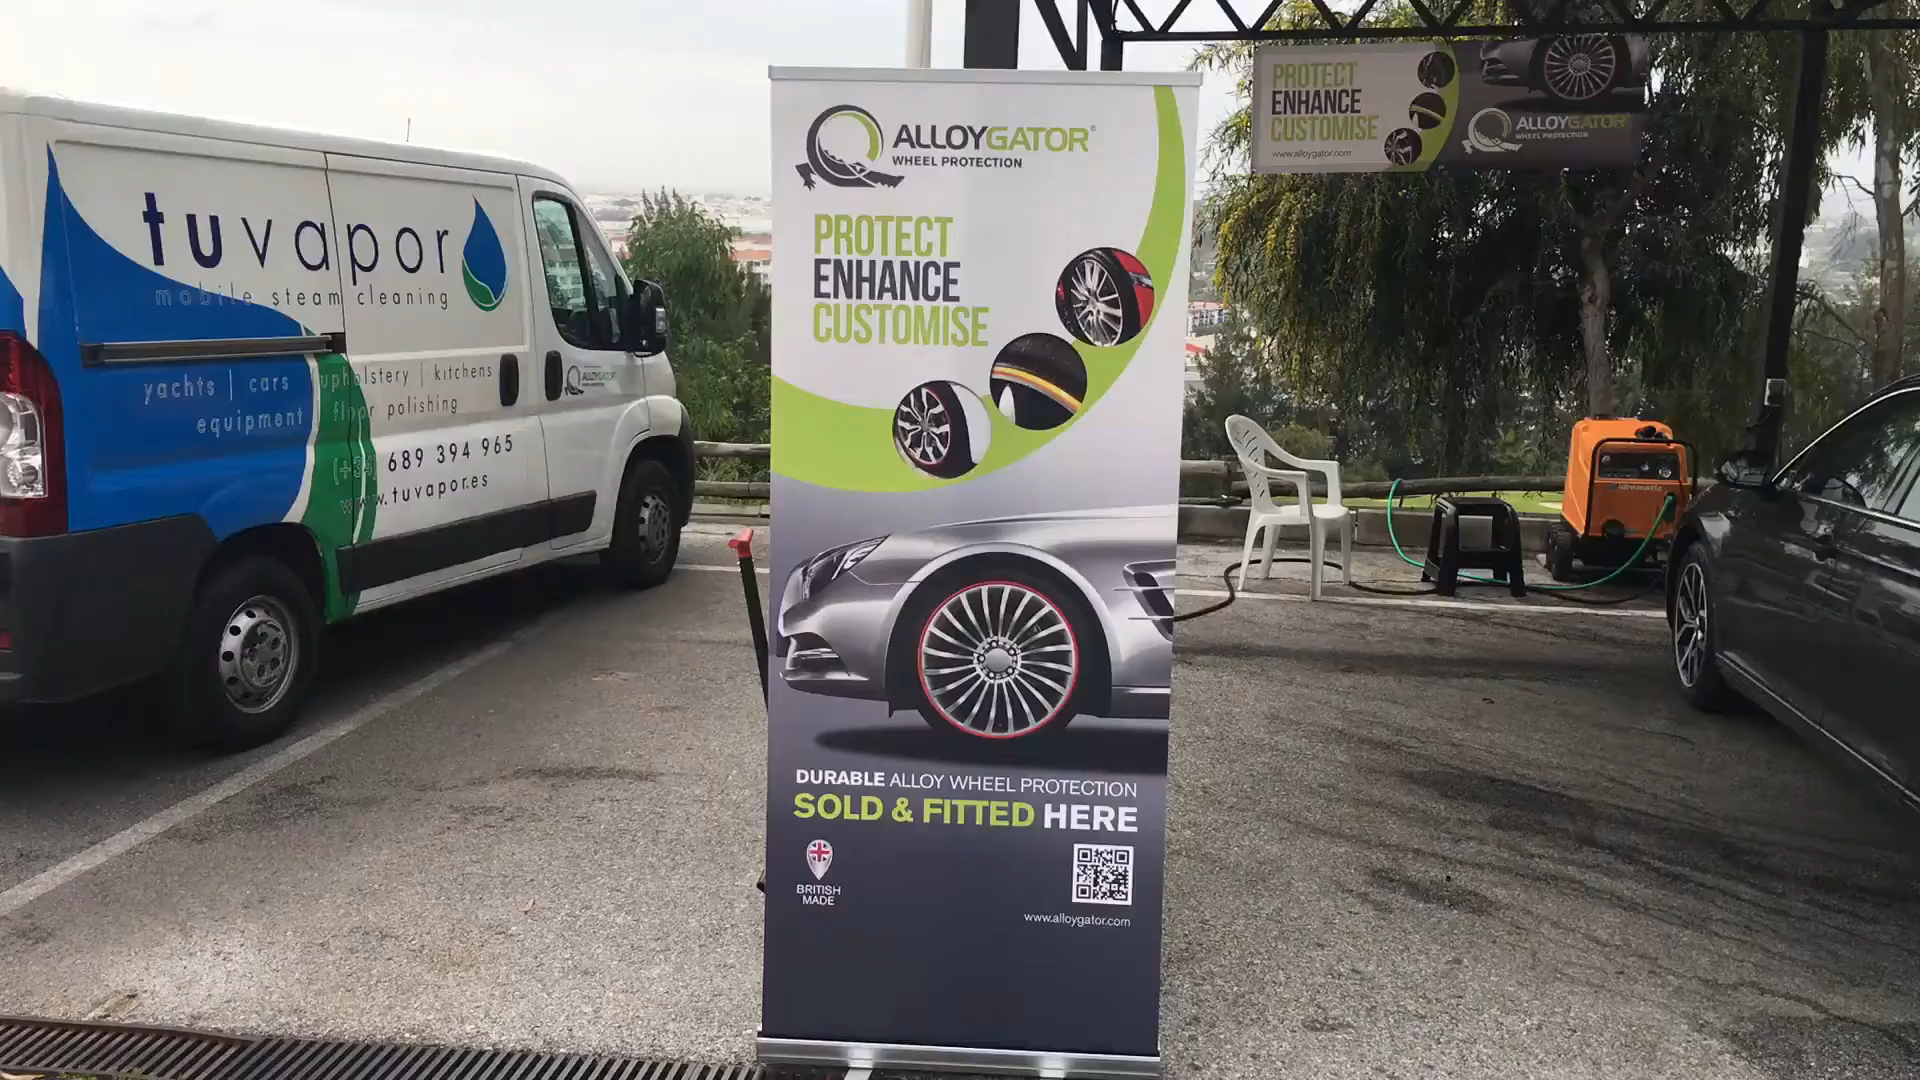 tuvapor
mobile steam cleaning
yachts | cars
equipment
upholstery | kitchens
floor polishing
(+34) 689 394 965
www.tuvapor.es
ALLOYGATOR
ALLOYGATOR®
WHEEL PROTECTION
PROTECT
ENHANCE
CUSTOMISE
DURABLE ALLOY WHEEL PROTECTION
SOLD & FITTED HERE
BRITISH
MADE
www.alloygator.com
PROTECT
ENHANCE
CUSTOMISE
www.alloygator.com
ALLOYGATOR
WHEEL PROTECTION
idromatic